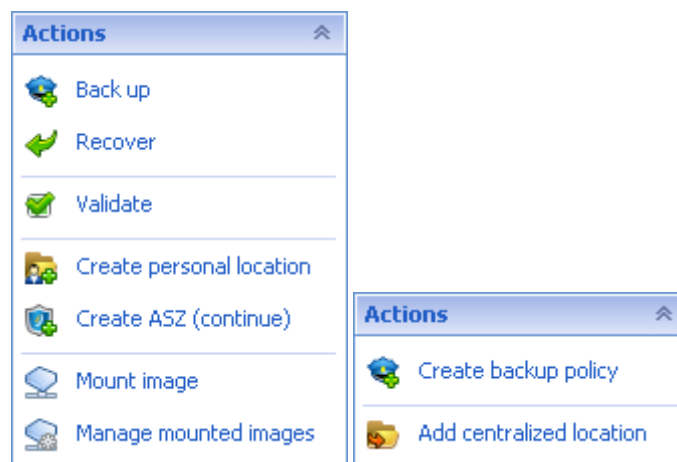 Actions
Back up
Recover
Validate
Create personal location
Create ASZ (continue)
Mount image
Manage mounted images
Actions
Create backup policy
Add centralized location